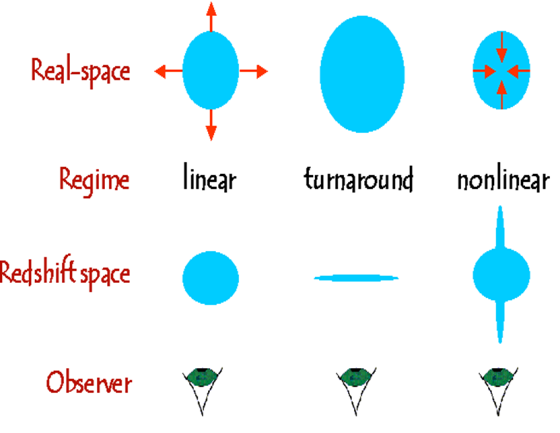 Real-space
Regime linear turnaround nonlinear
Redshift space
Observer